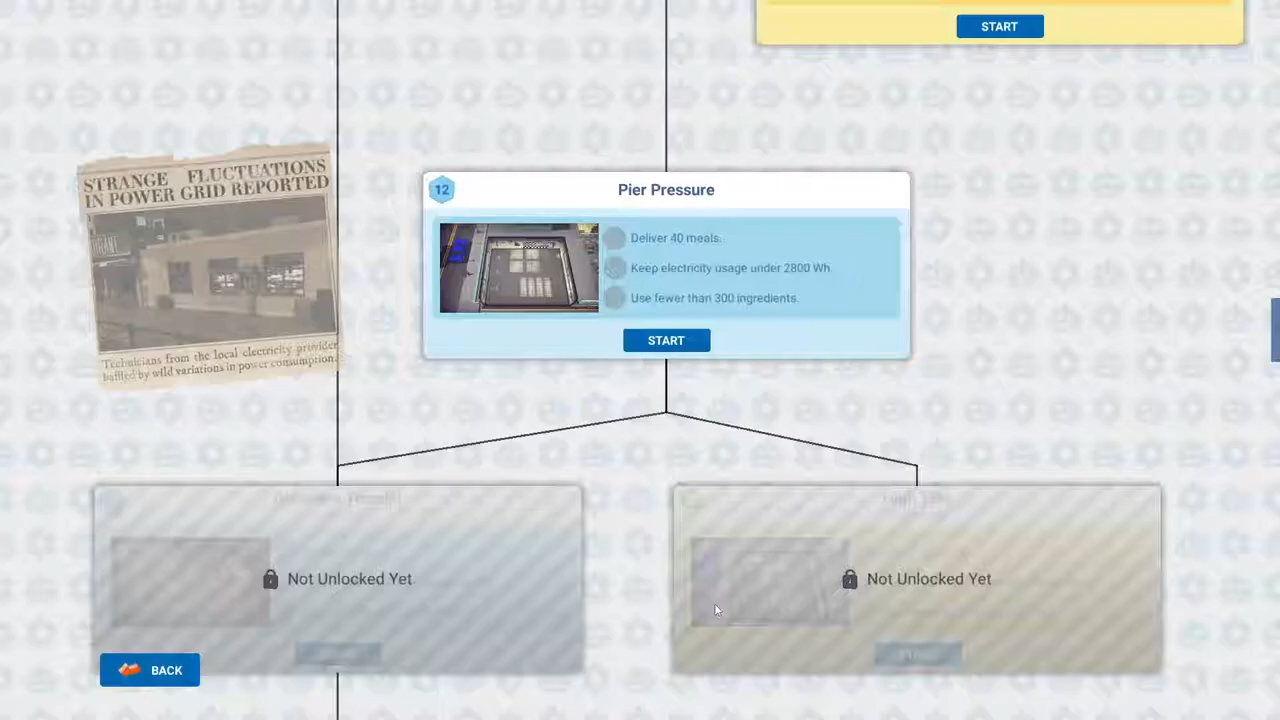 START
STRANGE FLUCTUATIONS
IN POWER GRID REPORTED
Technicians from the local electricity provider
baffled by wild variations in power consumption.
12
Pier Pressure
Deliver 40 meals.
Keep electricity usage under 2800 Wh.
Use fewer than 300 ingredients.
START
Not Unlocked Yet
Not Unlocked Yet
BACK